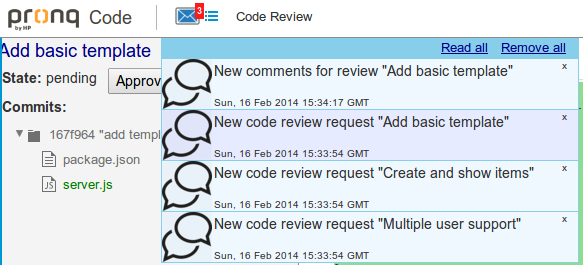 pronq Code 3 Code Review
by HP
Add basic template
State: pending Approv
Commits:
167f964 "add templ
package.json
JS server.js
Read all Remove all
New comments for review "Add basic template" x
Sun, 16 Feb 2014 15:34:17 GMT
New code review request "Add basic template" x
Sun, 16 Feb 2014 15:33:54 GMT
New code review request "Create and show items" x
Sun, 16 Feb 2014 15:33:54 GMT
New code review request "Multiple user support" x
Sun, 16 Feb 2014 15:33:54 GMT